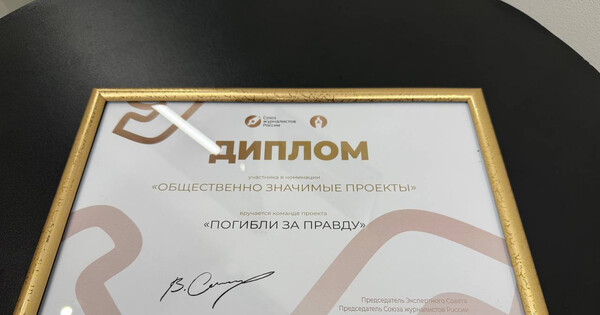 Союз
журналистов
России
ДИПЛОМ
участника в номинации
«ОБЩЕСТВЕННО ЗНАЧИМЫЕ ПРОЕКТЫ»
вручается команде проекта
«ПОГИБЛИ ЗА ПРАВДУ»
Председатель Экспертного Совета,
Председатель Союза журналистов России